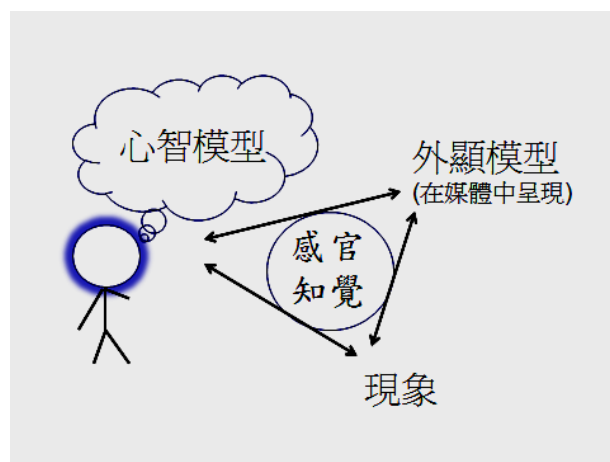 心智模型
外顯模型
(在媒體中呈現)
感官
知覺
現象